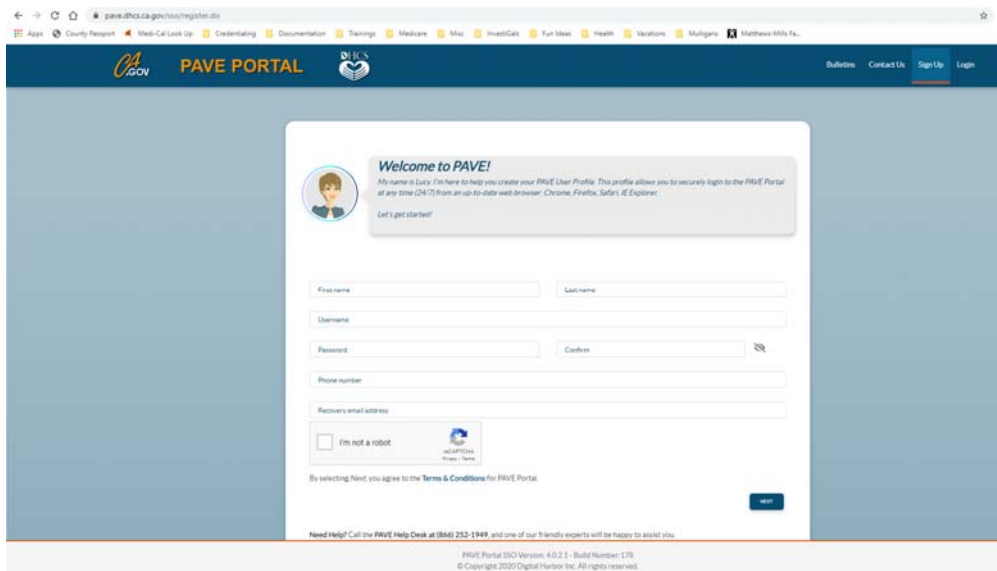 pave.dhcs.ca.gov/sso/register.do
Apps County Passport Medi-Cal Look Up Credentialing Documentation Trainings Medicare Misc InvestiGals Fun Ideas Health Vacations Mulligans Matthews-Mills Fa...
CA.GOV PAVE PORTAL DHCS Bulletins Contact Us Sign Up Login
Welcome to PAVE!
My name is Lucy. I'm here to help you create your PAVE User Profile. This profile allows you to securely login to the PAVE Portal
at any time (24/7) from an up-to-date web browser: Chrome, Firefox, Safari, IE Explorer.
Let's get started!
First name Last name
Username
Password Confirm
Phone number
Recovery email address
I'm not a robot
reCAPTCHA
Privacy - Terms
By selecting Next, you agree to the Terms & Conditions for PAVE Portal.
NEXT
Need Help? Call the PAVE Help Desk at (866) 252-1949, and one of our friendly experts will be happy to assist you
PAVE Portal SSO Version: 4.0.2.1 - Build Number: 178
© Copyright 2020 Digital Harbor Inc. All rights reserved.